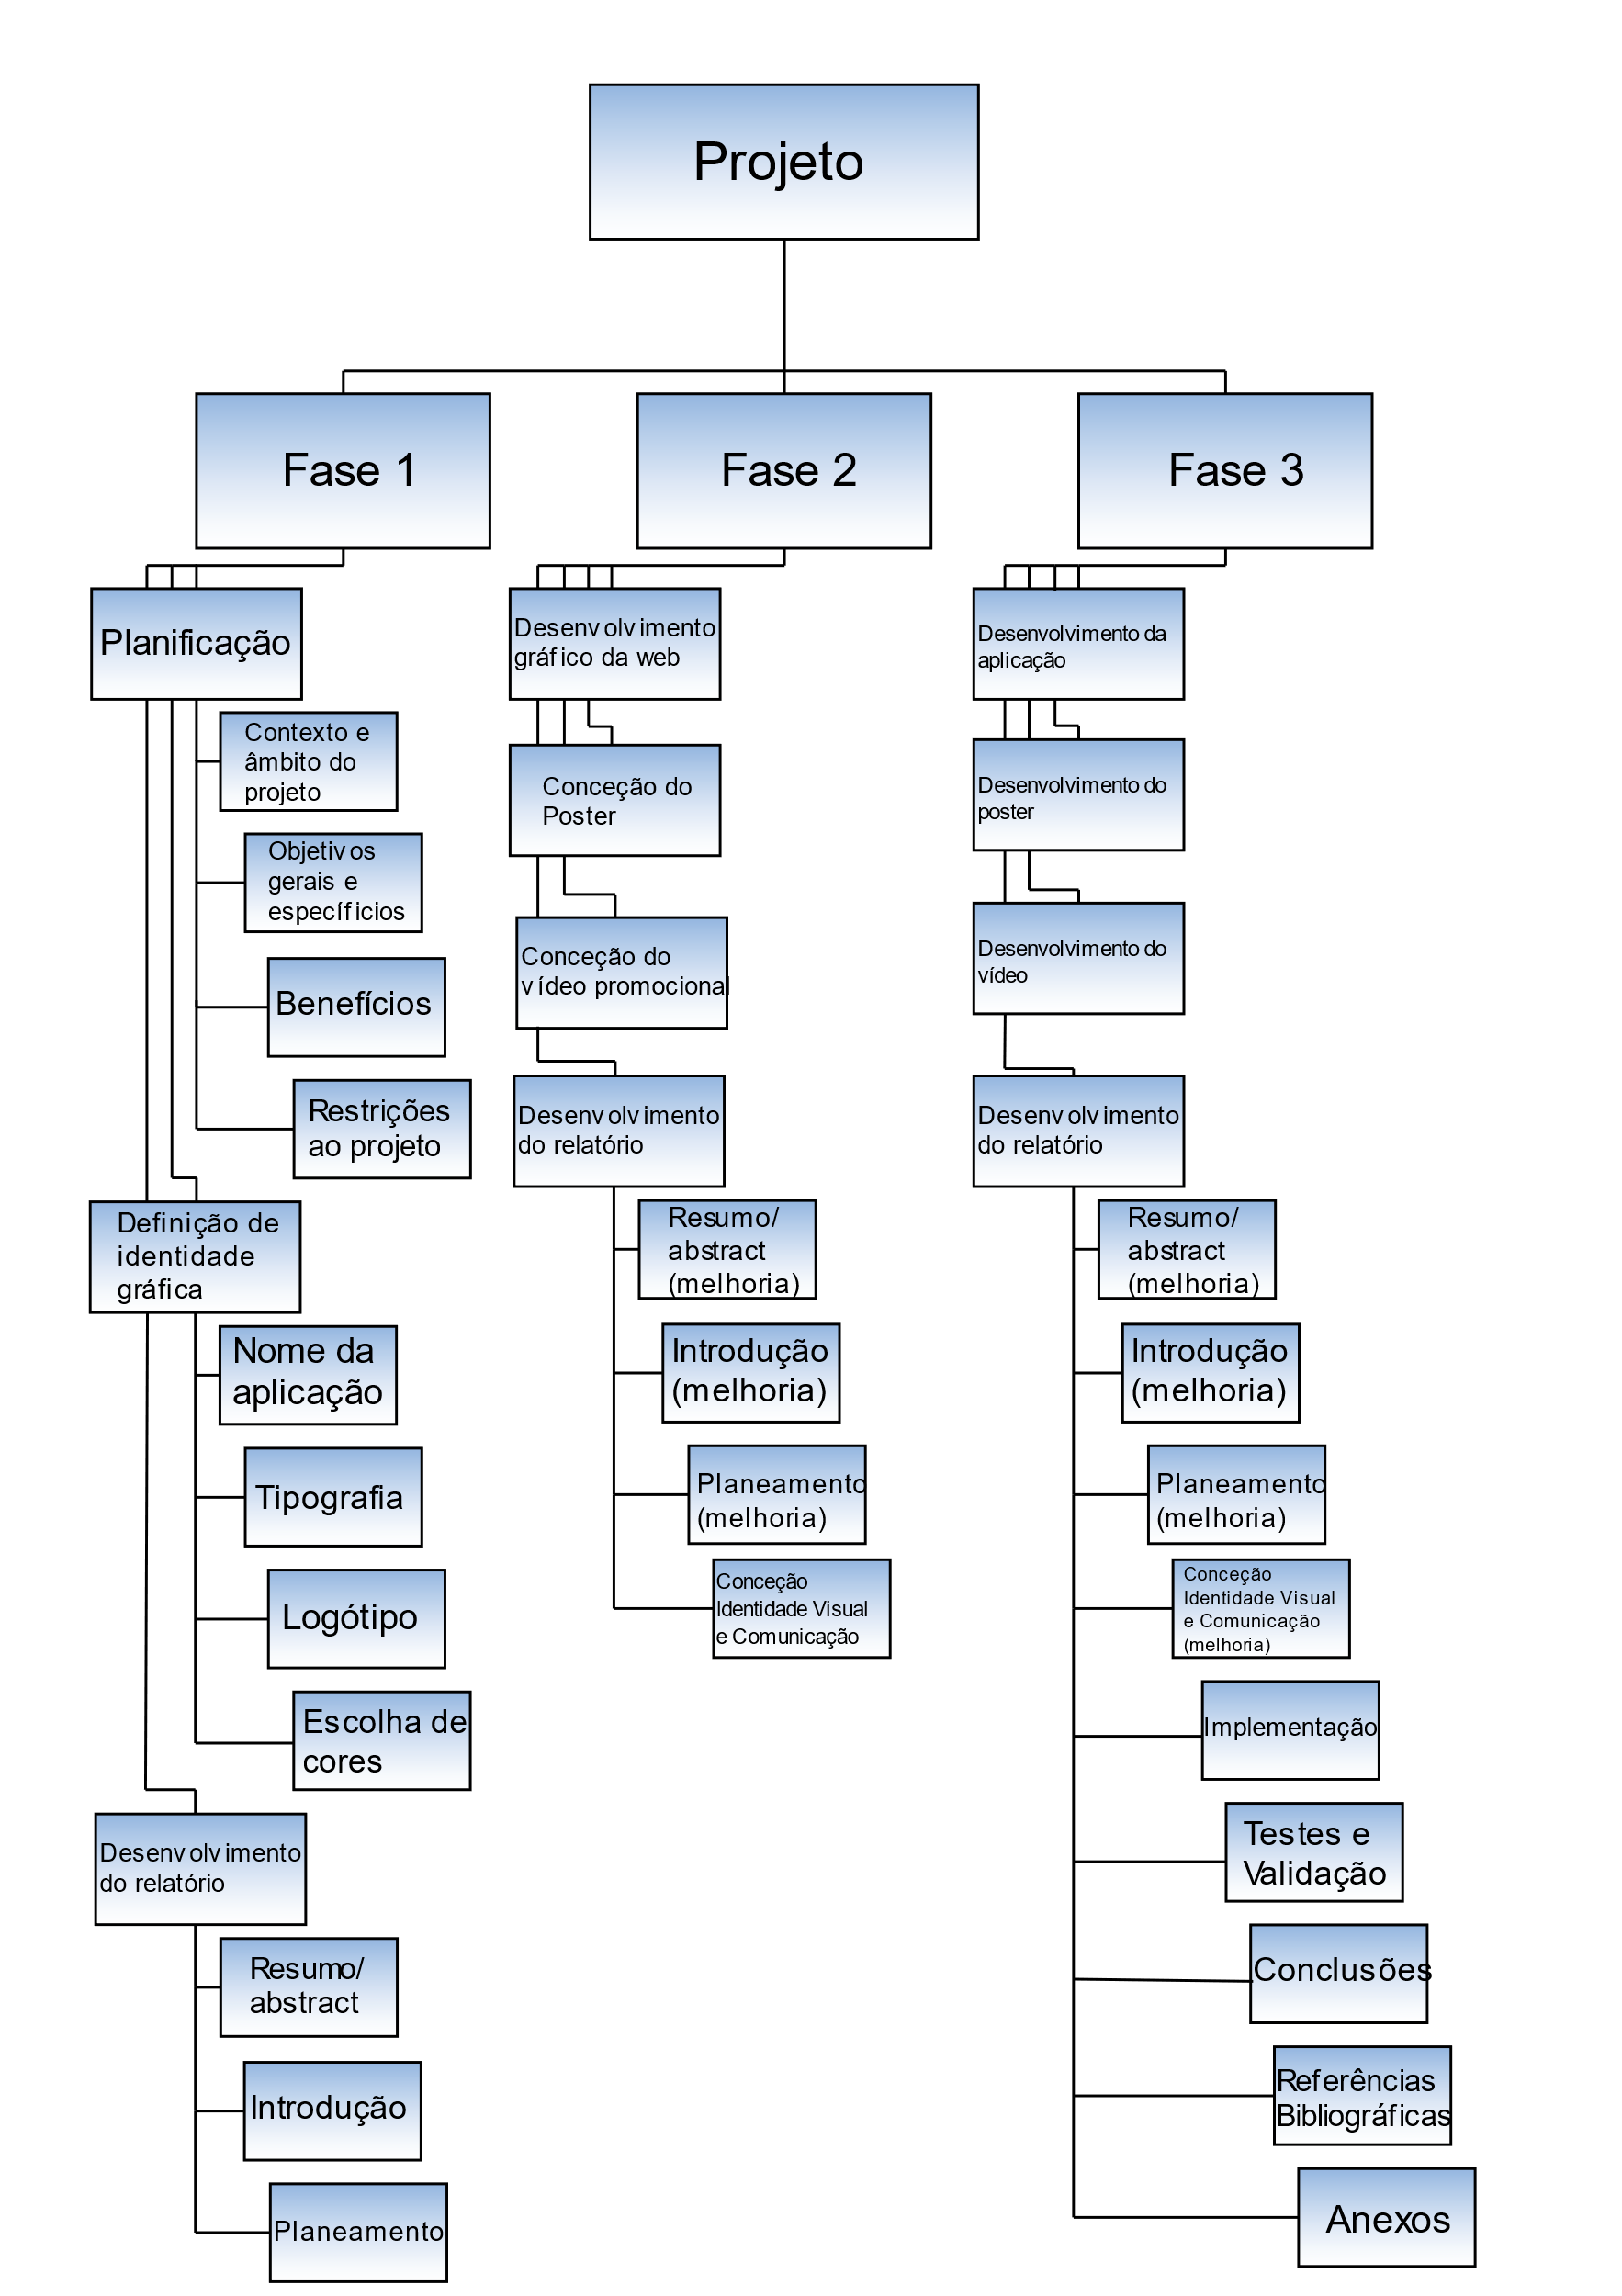 Projeto
Fase 1
Fase 2
Fase 3
Planificação
Contexto e
âmbito do
projeto
Objetivos
gerais e
específicios
Benefícios
Restrições
ao projeto
Definição de
identidade
gráfica
Nome da
aplicação
Tipografia
Logótipo
Escolha de
cores
Desenvolvimento
do relatório
Resumo/
abstract
Introdução
Planeamento
Desenvolvimento
gráfico da web
Conceção do
Poster
Conceção do
vídeo promocional
Desenvolvimento
do relatório
Resumo/
abstract
(melhoria)
Introdução
(melhoria)
Planeamento
(melhoria)
Conceção
Identidade Visual
e Comunicação
Desenvolvimento da
aplicação
Desenvolvimento do
poster
Desenvolvimento do
vídeo
Desenvolvimento
do relatório
Resumo/
abstract
(melhoria)
Introdução
(melhoria)
Planeamento
(melhoria)
Conceção
Identidade Visual
e Comunicação
(melhoria)
Implementação
Testes e
Validação
Conclusões
Referências
Bibliográficas
Anexos